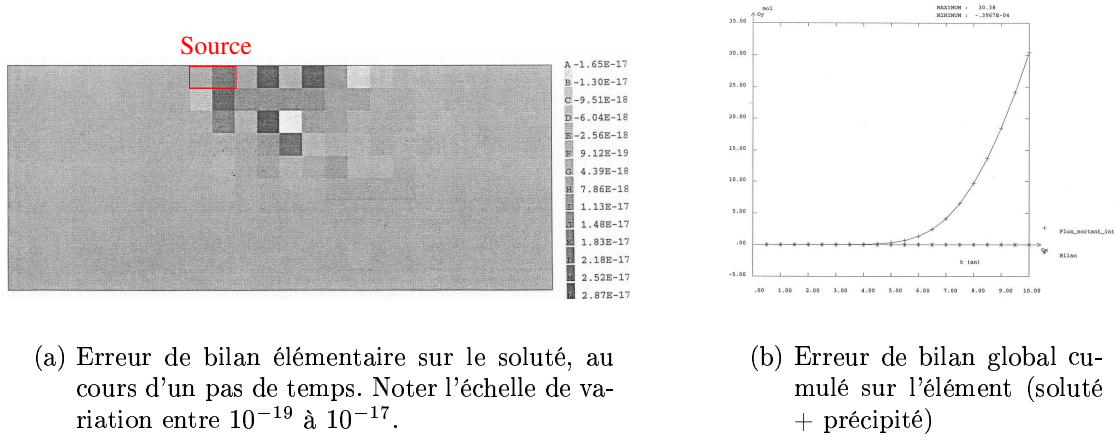 Source
A -1.65E-17
B -1.30E-17
C -9.51E-18
D -6.04E-18
E -2.56E-18
F 9.12E-19
G 4.39E-18
H 7.86E-18
I 1.13E-17
J 1.48E-17
K 1.83E-17
L 2.18E-17
M 2.52E-17
N 2.87E-17
(a) Erreur de bilan élémentaire sur le soluté, au
cours d'un pas de temps. Noter l'échelle de va-
riation entre 10⁻¹⁹ à 10⁻¹⁷.
MAXIMUM : 30.38
MINIMUM : -.3967E-04
mol
Gy
35.00
30.00
25.00
20.00
15.00
10.00
5.00
.00
-5.00
.00 1.00 2.00 3.00 4.00 5.00 6.00 7.00 8.00 9.00 10.00
t (an)
Flux_sortant_int
Bilan
(b) Erreur de bilan global cu-
mulé sur l'élément (soluté
+ précipité)